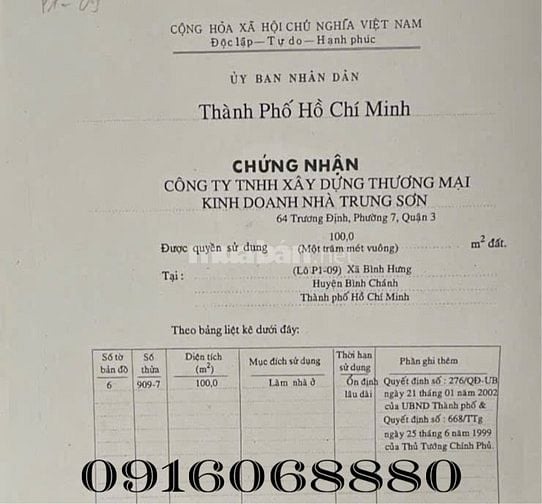 P1-09
CỘNG HÒA XÃ HỘI CHỦ NGHĨA VIỆT NAM
Độc lập—Tự do—Hạnh phúc
ỦY BAN NHÂN DÂN
Thành Phố Hồ Chí Minh
CHỨNG NHẬN
CÔNG TY TNHH XÂY DỰNG THƯƠNG MẠI
KINH DOANH NHÀ TRUNG SƠN
64 Trương Định, Phường 7, Quận 3
100,0
Được quyền sử dụng (Một trăm mét vuông) m² đất.
muaban.net
Tại : (Lô P1-09) Xã Bình Hưng
Huyện Bình Chánh
Thành phố Hồ Chí Minh
Theo bảng liệt kê dưới đây:
Số tờ bản đồ Số thửa Diện tích (m²) Mục đích sử dụng Thời hạn sử dụng Phần ghi thêm
6 909-7 100,0 Làm nhà ở Ổn định lâu dài Quyết định số : 276/QĐ-UB
ngày 21 tháng 01 năm 2002
của UBND Thành phố &
Quyết định số : 668/TTg
ngày 25 tháng 6 năm 1999
của Thủ Tướng Chính Phủ.
0916068880